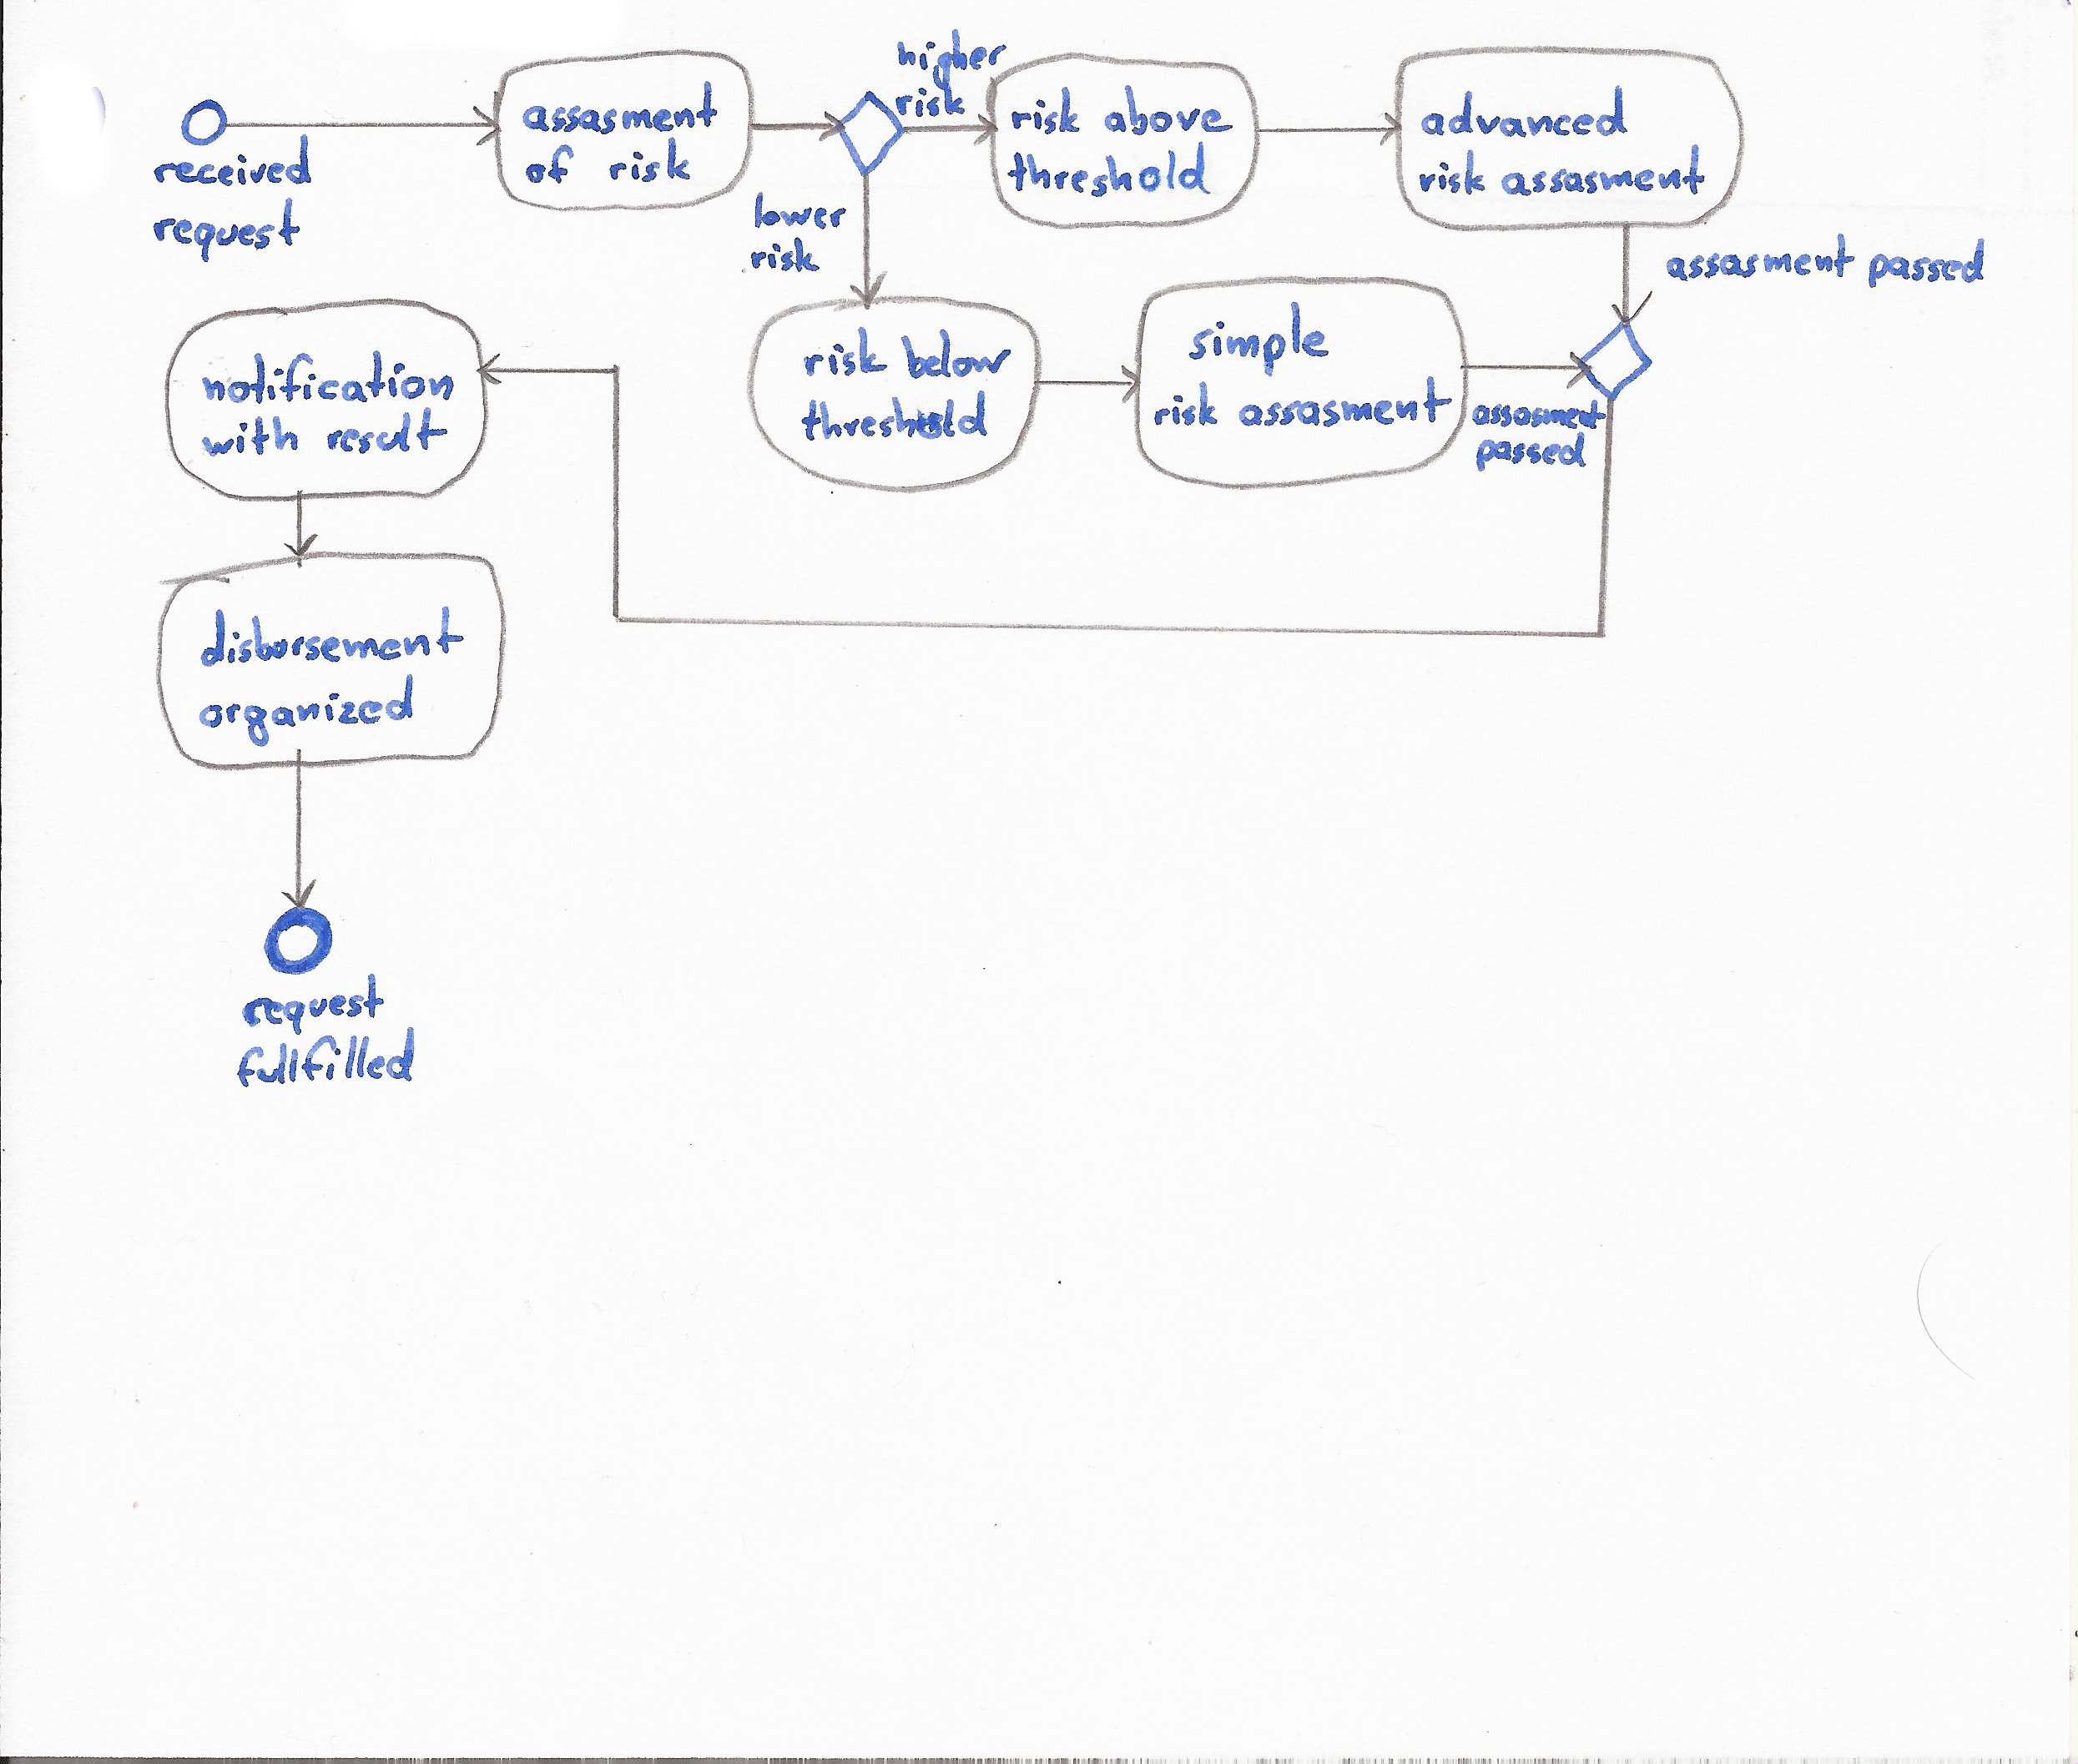 received
request
assasment
of risk
higher
risk
risk above
threshold
advanced
risk assasment
lower
risk
assasment passed
risk below
threshold
simple
risk assasment
assasment
passed
notification
with result
disbursement
organized
request
fullfilled